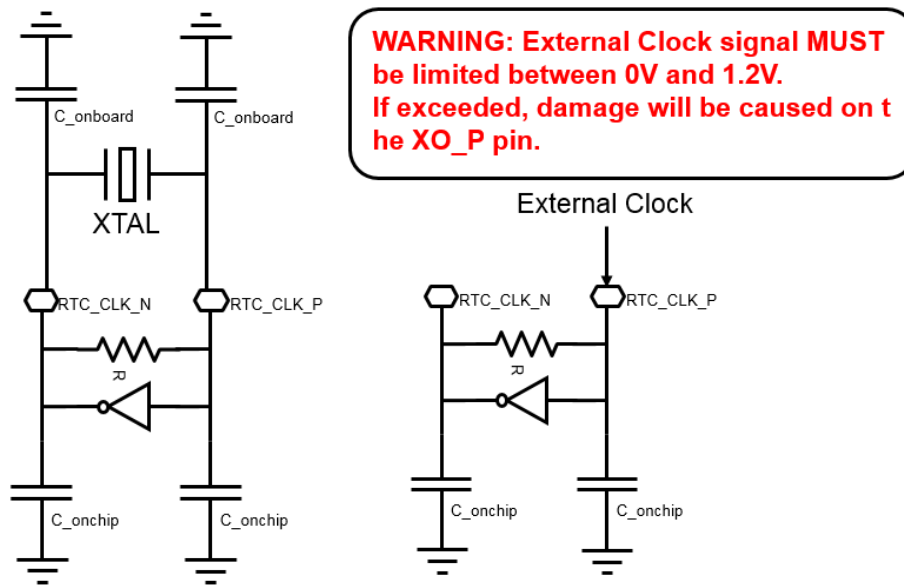 WARNING: External Clock signal MUST
be limited between 0V and 1.2V.
If exceeded, damage will be caused on t
he XO_P pin.
C_onboard
C_onboard
XTAL
External Clock
RTC_CLK_N
RTC_CLK_P
RTC_CLK_N
RTC_CLK_P
R
R
C_onchip
C_onchip
C_onchip
C_onchip